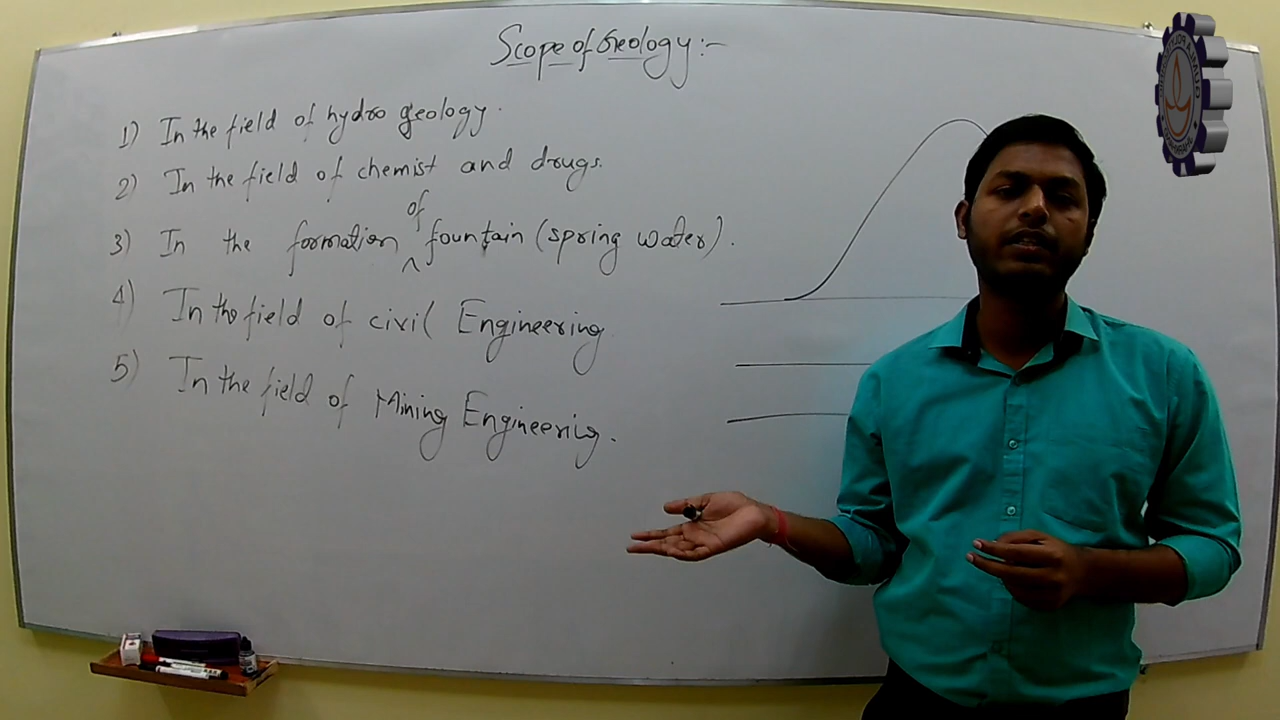 Scope of Geology:-
1) In the field of hydro geology.
2) In the field of chemist and drugs.
3) In the formation of fountain (spring water).
4) In the field of civil Engineering.
5) In the field of Mining Engineering.